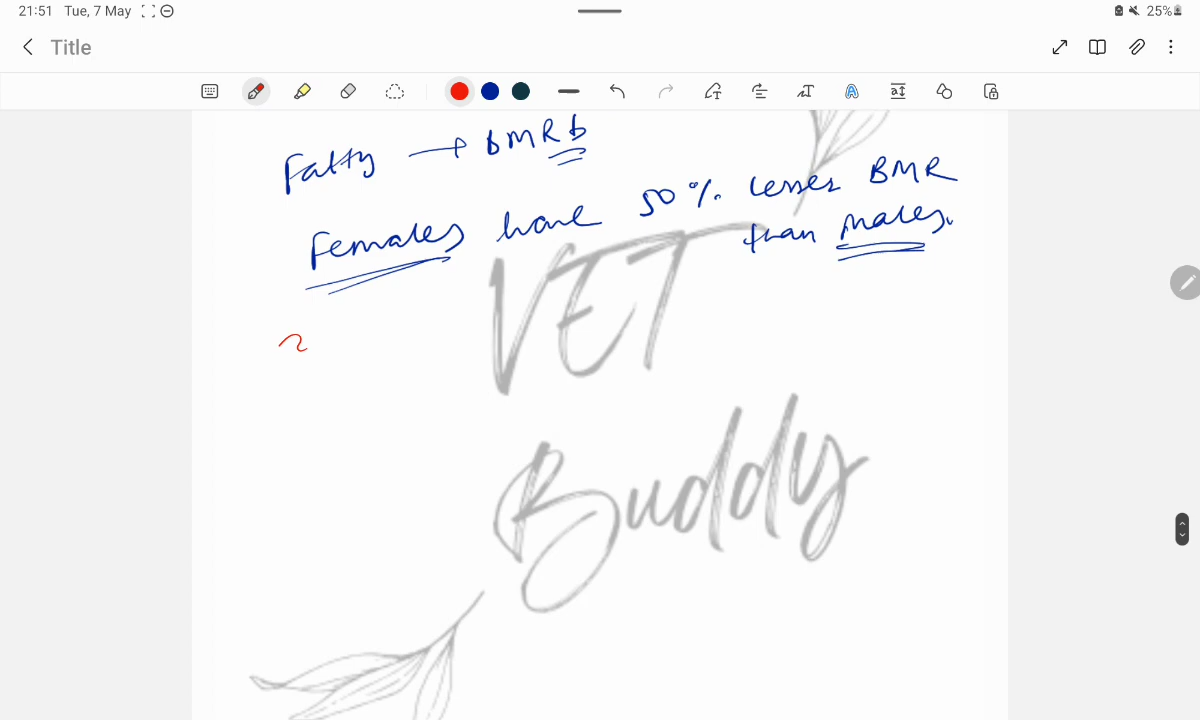 21:51 Tue, 7 May 25%
Title
Fatty → BMR ↓
Females have 50% lesser BMR
than males.
VET
Buddy